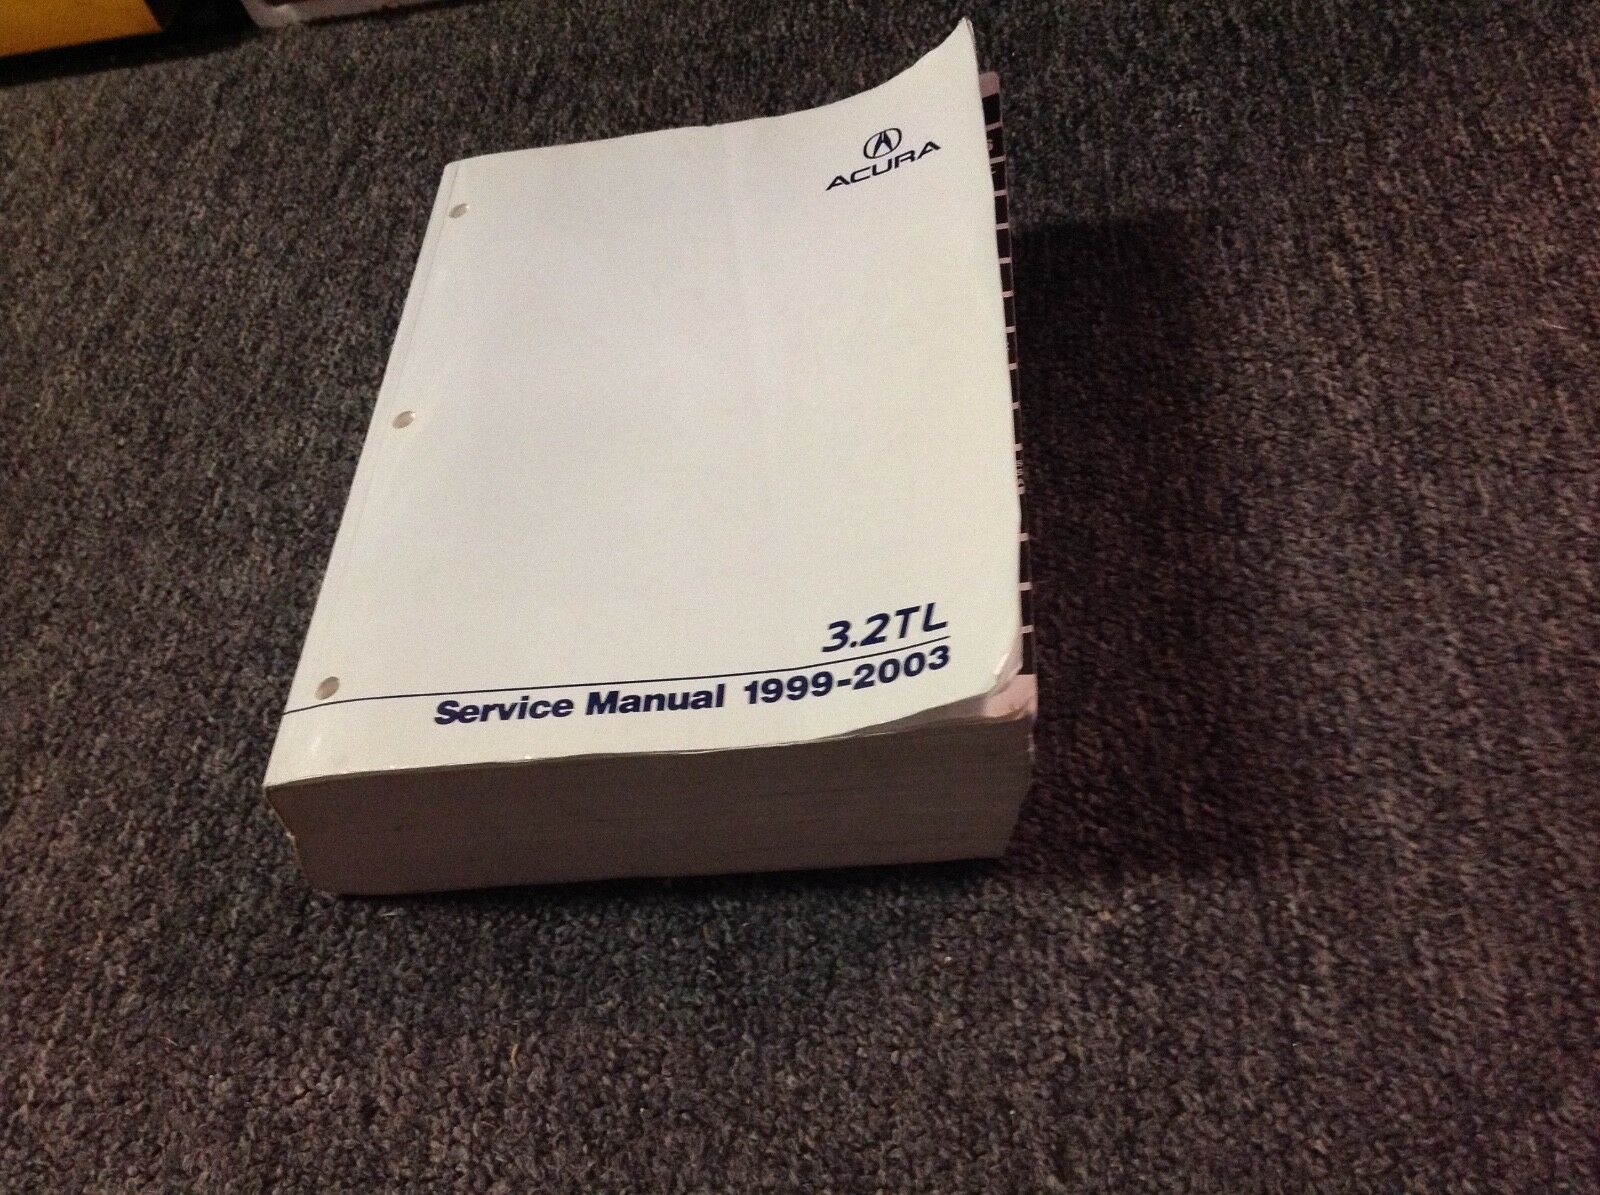 ACURA
3.2TL
Service Manual 1999-2003